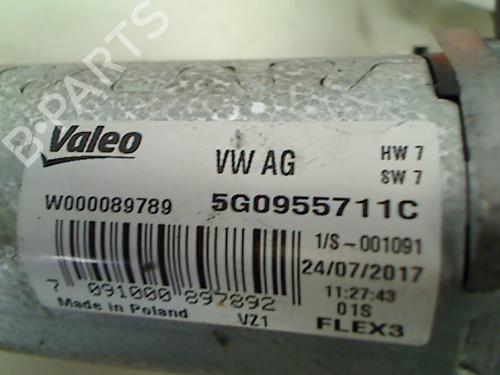 B-PARTS
Valeo
VW AG
HW 7
SW 7
W000089789
5G0955711C
1/S-001091
24/07/2017
7 091000 897892
11:27:43
Made in Poland
VZ1
01S
FLEX3